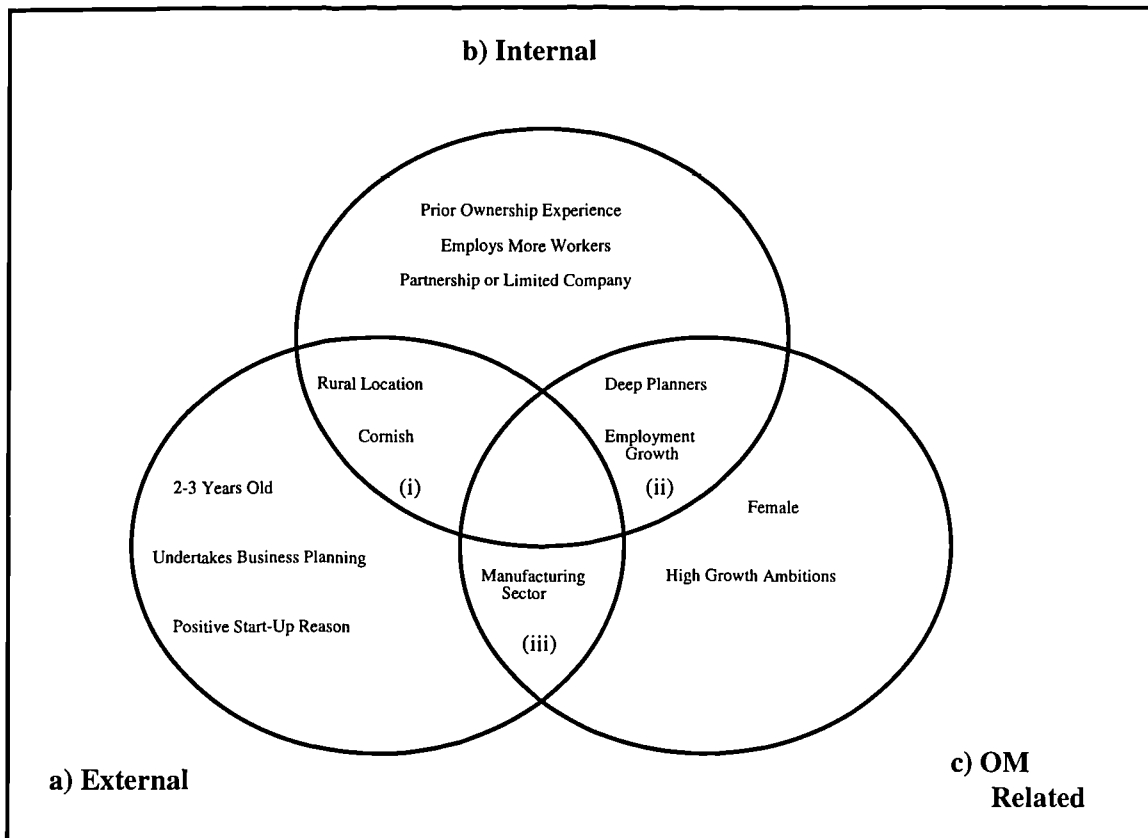 b) Internal
Prior Ownership Experience
Employs More Workers
Partnership or Limited Company
Rural Location
Cornish
(i)
Deep Planners
Employment
Growth
(ii)
2-3 Years Old
Undertakes Business Planning
Positive Start-Up Reason
Manufacturing
Sector
(iii)
Female
High Growth Ambitions
a) External
c) OM
Related